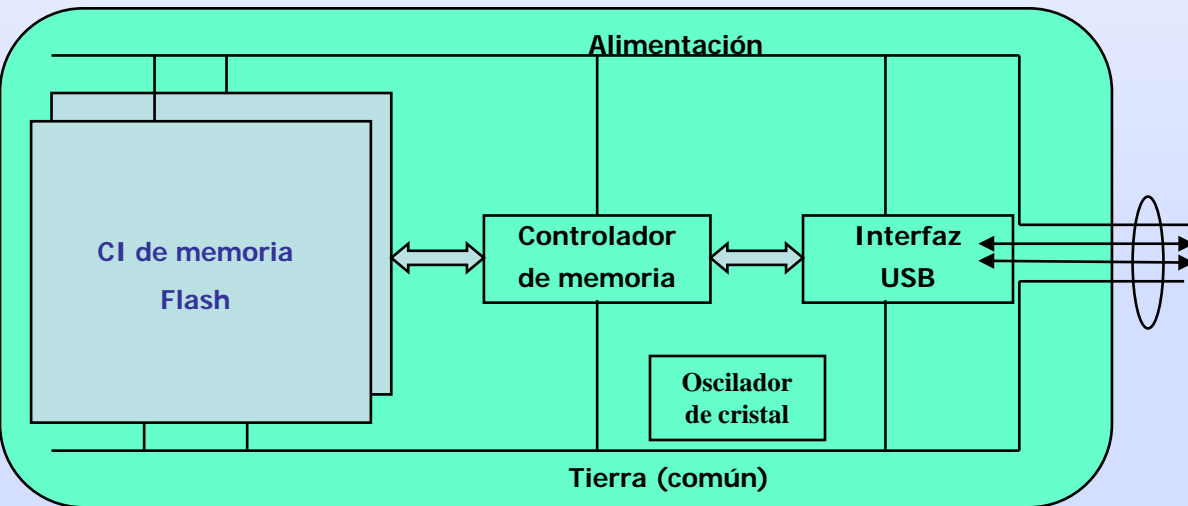 Alimentación
CI de memoria
Flash
Controlador
de memoria
Interfaz
USB
Oscilador
de cristal
Tierra (común)